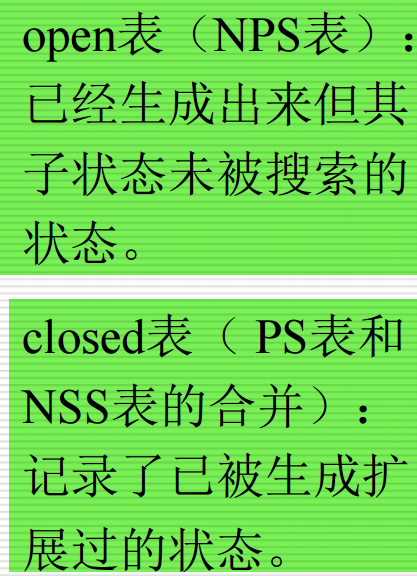 open表（NPS表）：
已经生成出来但其
子状态未被搜索的
状态。
closed表（ PS表和
NSS表的合并）：
记录了已被生成扩
展过的状态。